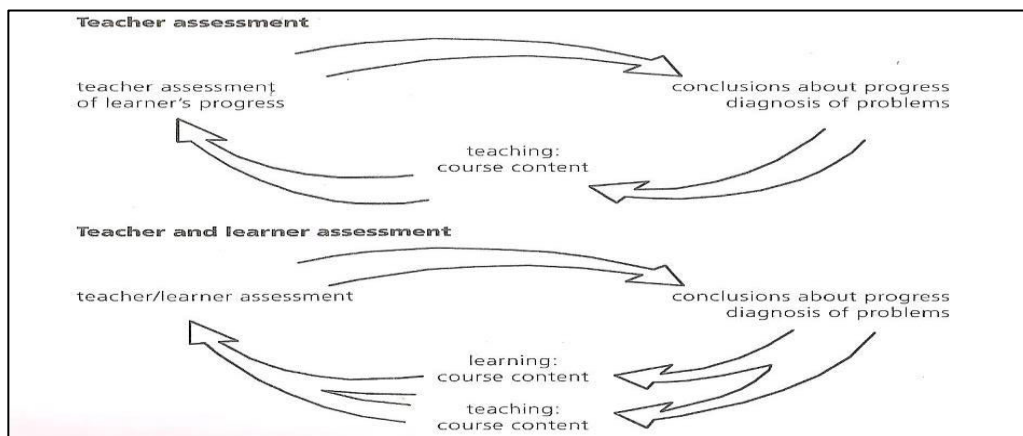 Teacher assessment
teacher assessment
of learner's progress
conclusions about progress
diagnosis of problems
teaching:
course content
Teacher and learner assessment
teacher/learner assessment
conclusions about progress
diagnosis of problems
learning:
course content
teaching:
course content